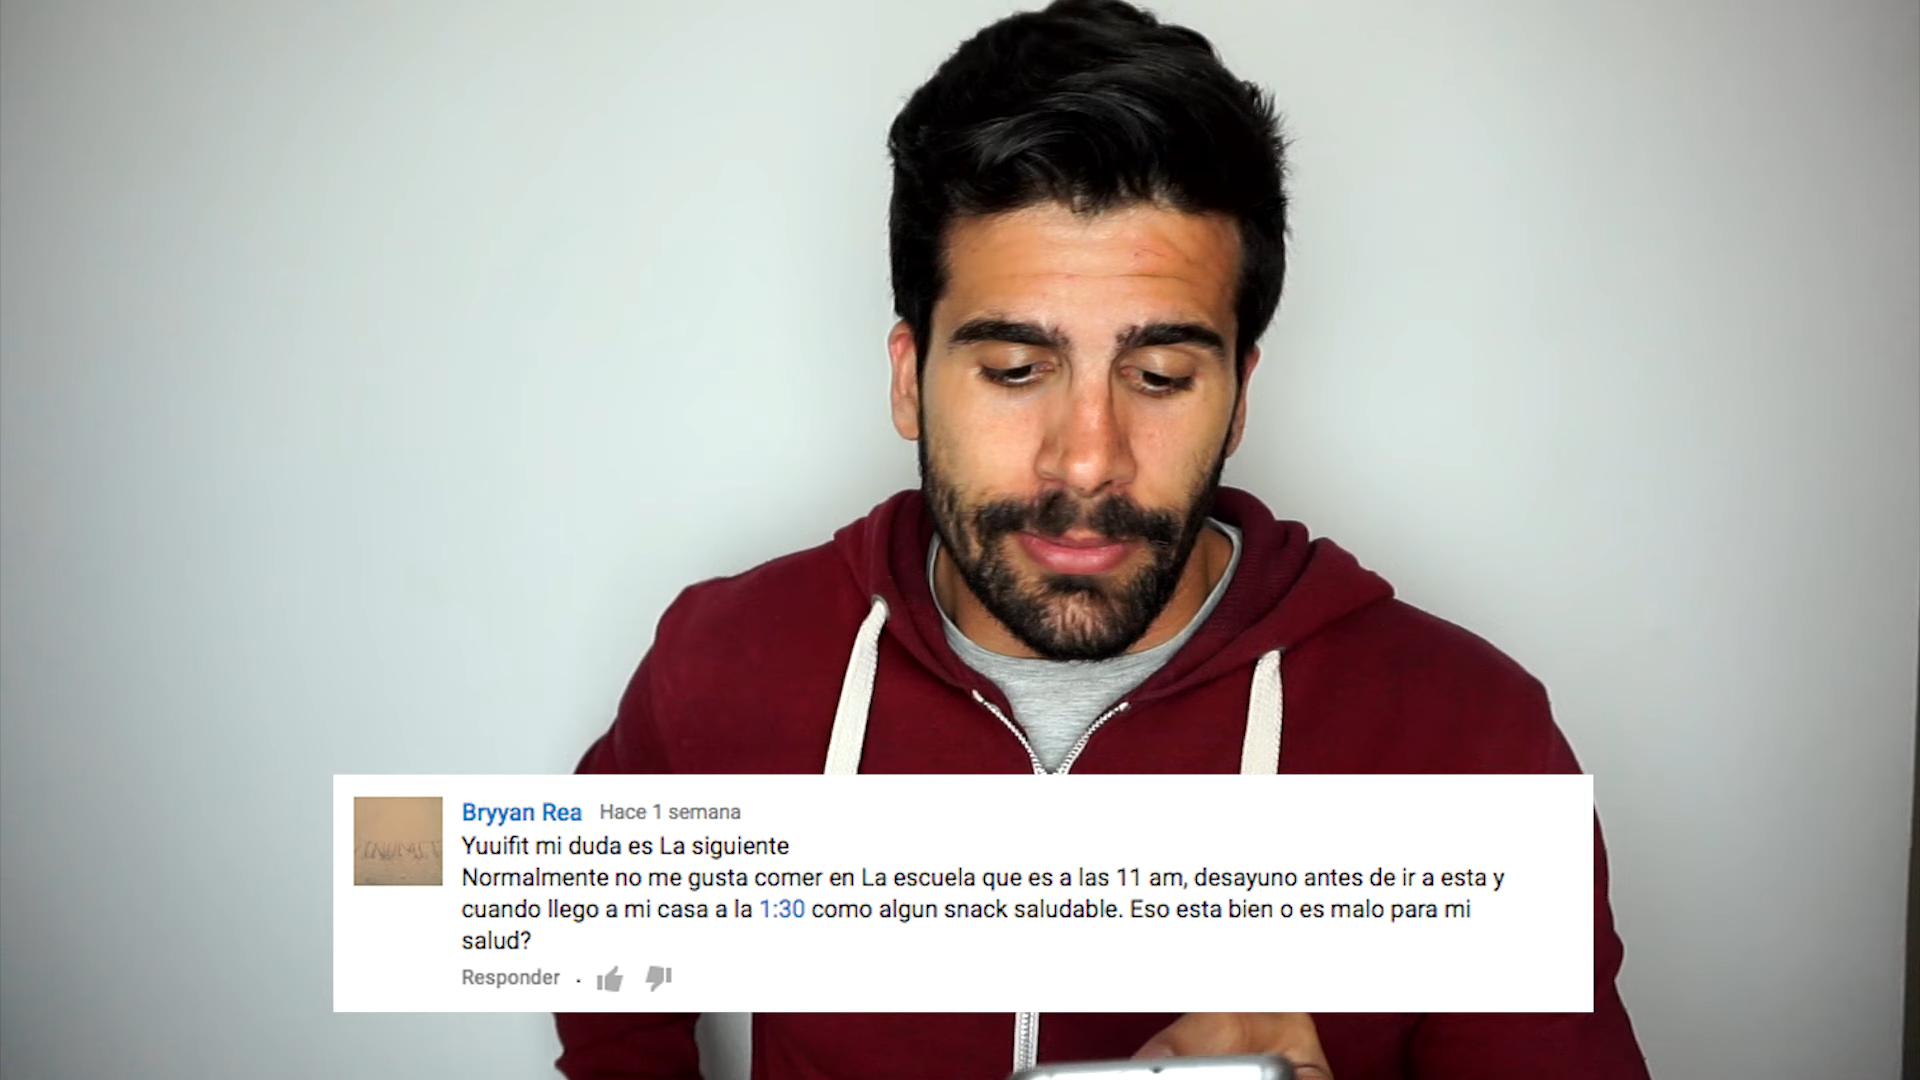 Bryyan Rea Hace 1 semana
Yuuifit mi duda es La siguiente
Normalmente no me gusta comer en La escuela que es a las 11 am, desayuno antes de ir a esta y
cuando llego a mi casa a la 1:30 como algun snack saludable. Eso esta bien o es malo para mi
salud?
Responder .